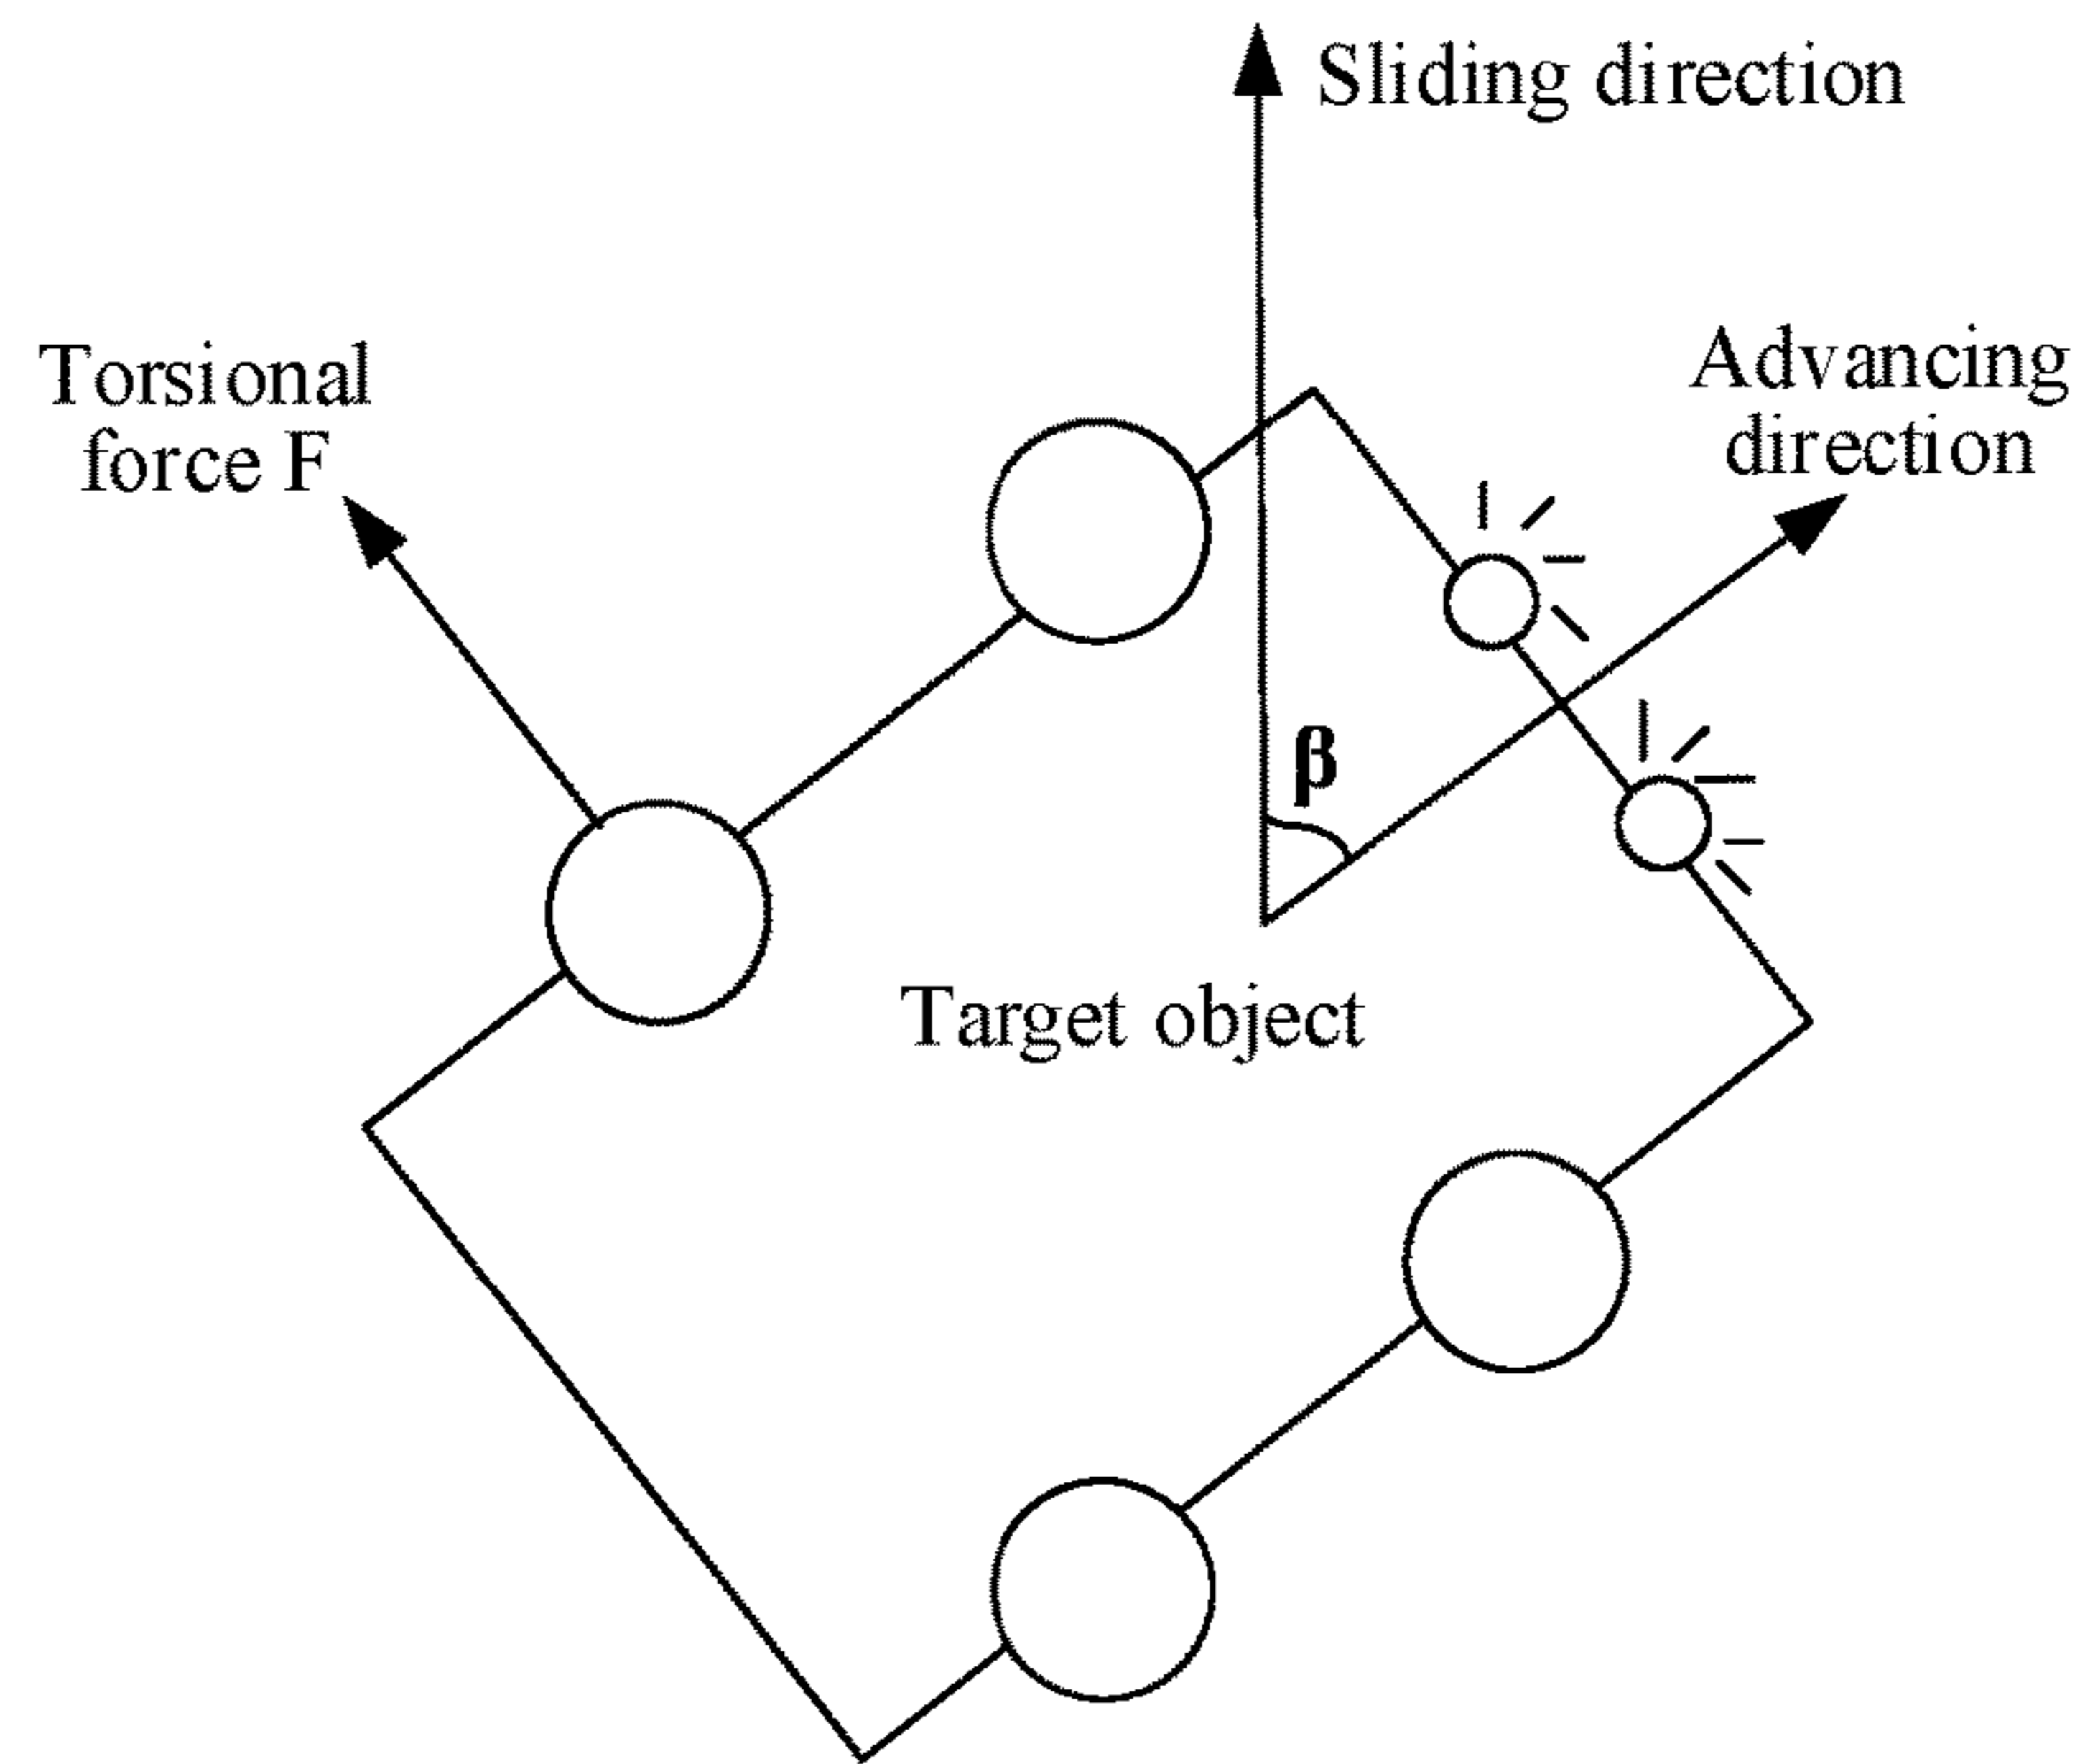 Sliding direction
Torsional
force F
Advancing
direction
β
Target object